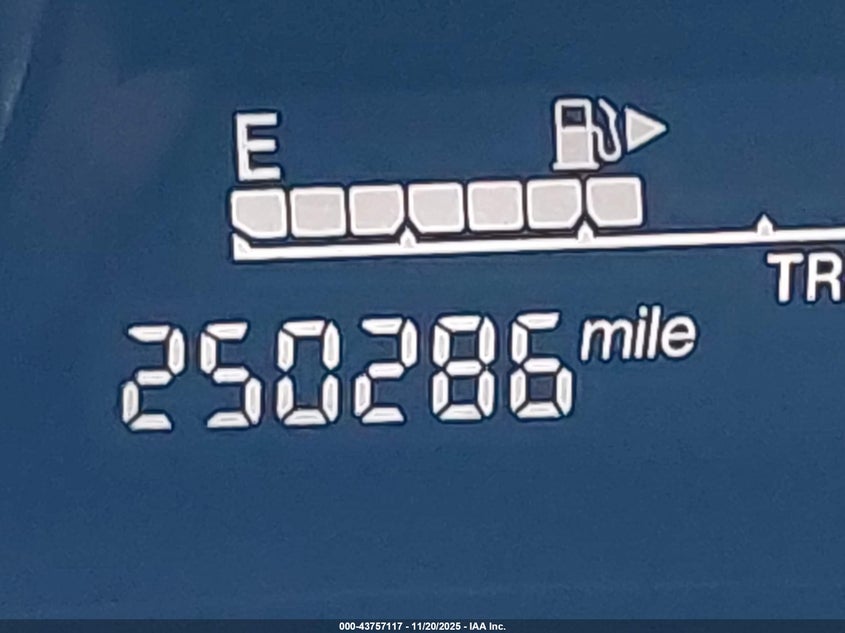 E
TR
250286 mile
000-43757117 - 11/20/2025 - IAA Inc.